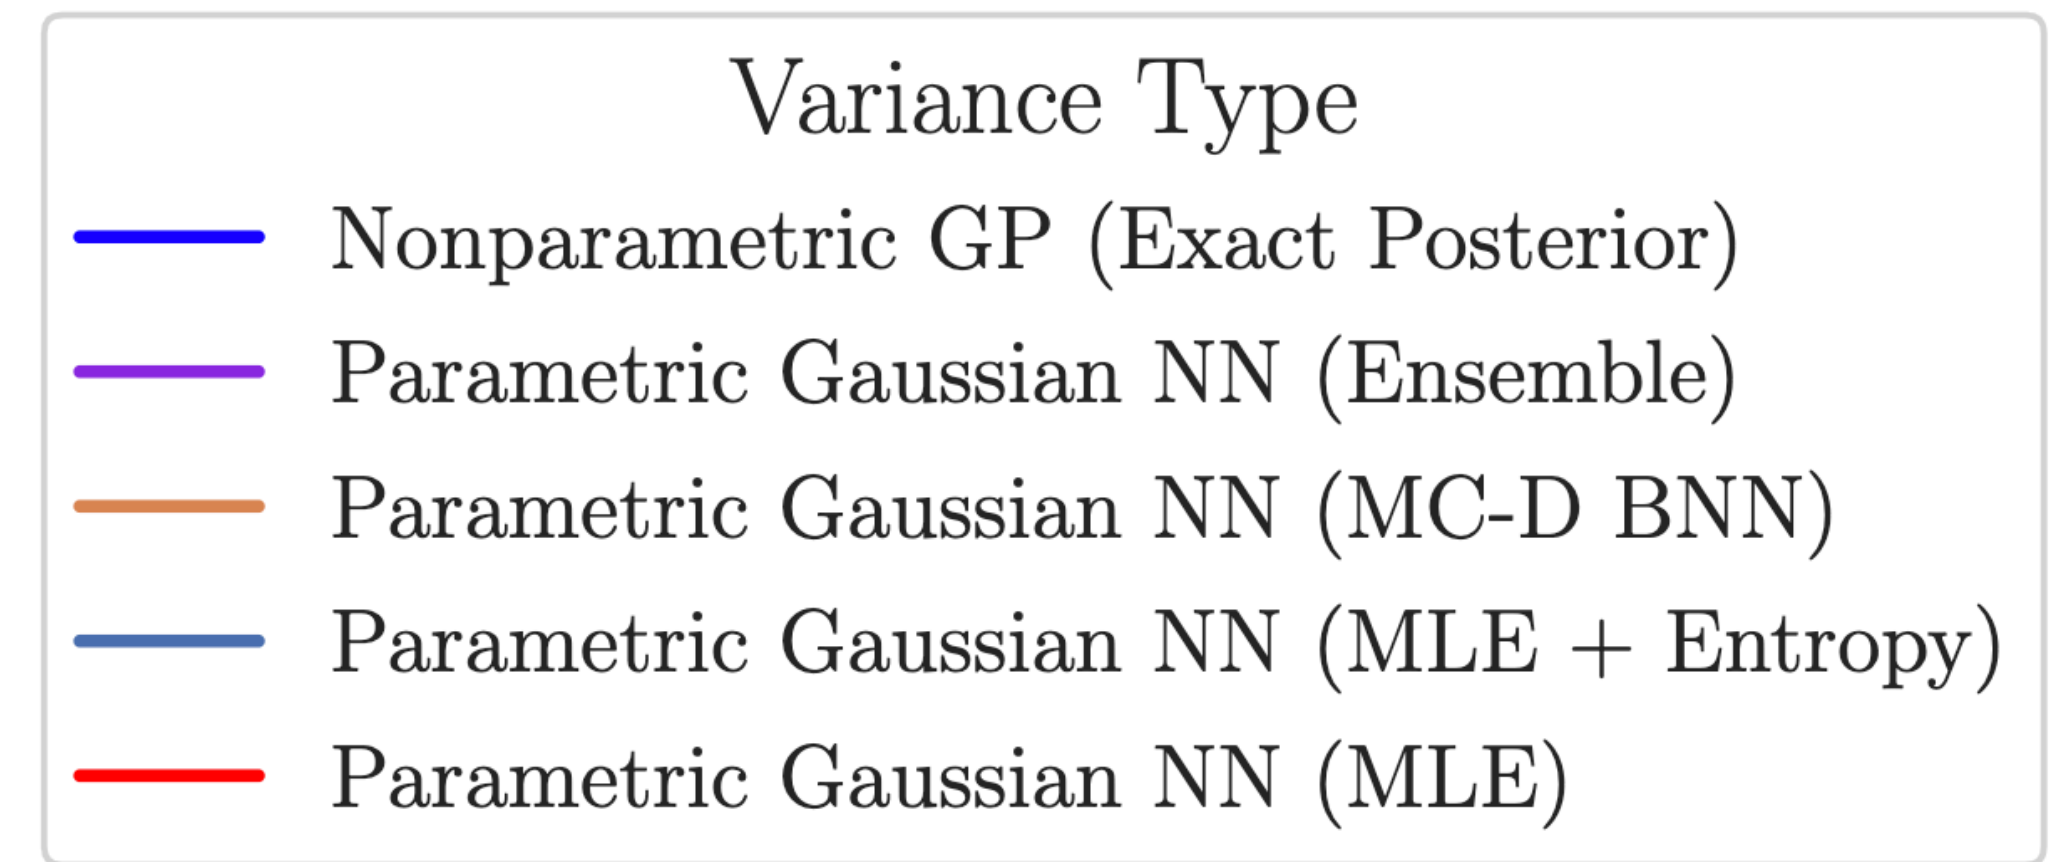 Variance Type
Nonparametric GP (Exact Posterior)
Parametric Gaussian NN (Ensemble)
Parametric Gaussian NN (MC-D BNN)
Parametric Gaussian NN (MLE + Entropy)
Parametric Gaussian NN (MLE)